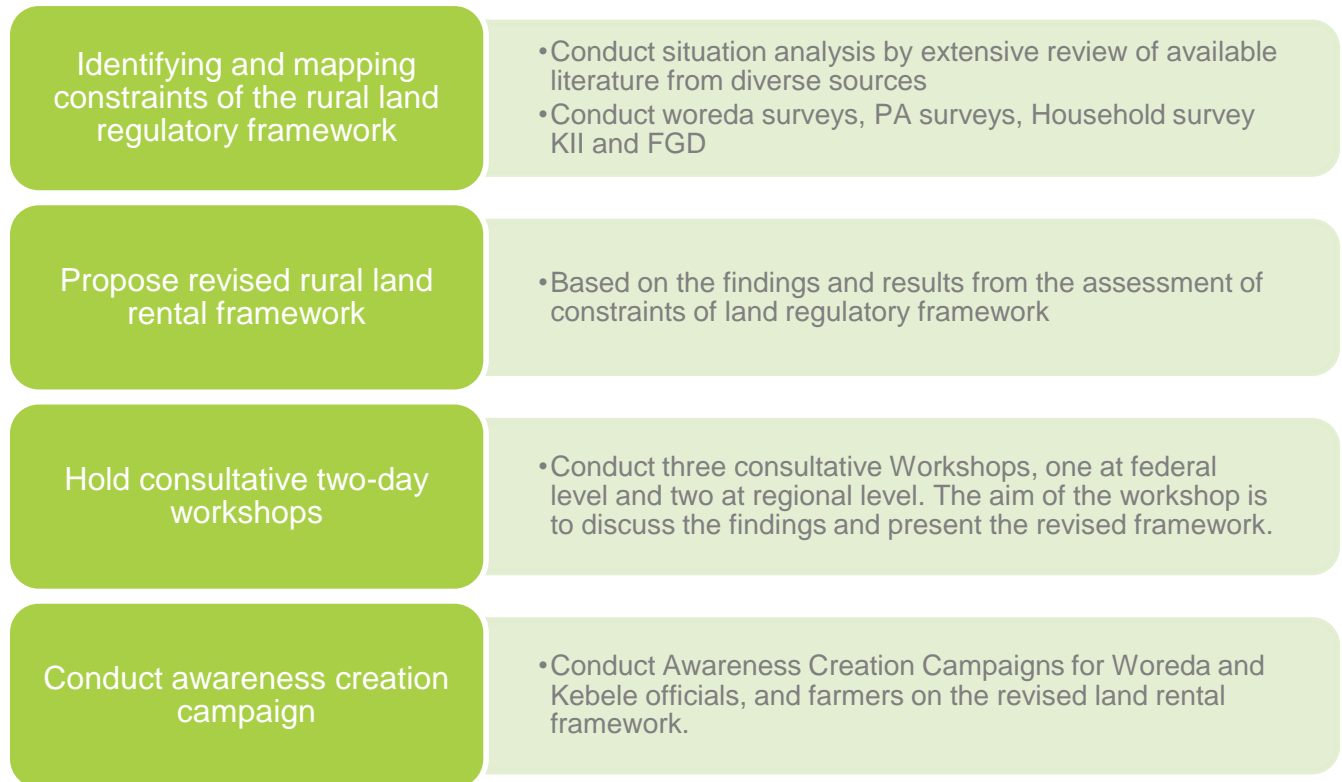 Identifying and mapping
constraints of the rural land
regulatory framework
•Conduct situation analysis by extensive review of available
literature from diverse sources
•Conduct woreda surveys, PA surveys, Household survey
KII and FGD
Propose revised rural land
rental framework
•Based on the findings and results from the assessment of
constraints of land regulatory framework
Hold consultative two-day
workshops
•Conduct three consultative Workshops, one at federal
level and two at regional level. The aim of the workshop is
to discuss the findings and present the revised framework.
Conduct awareness creation
campaign
•Conduct Awareness Creation Campaigns for Woreda and
Kebele officials, and farmers on the revised land rental
framework.